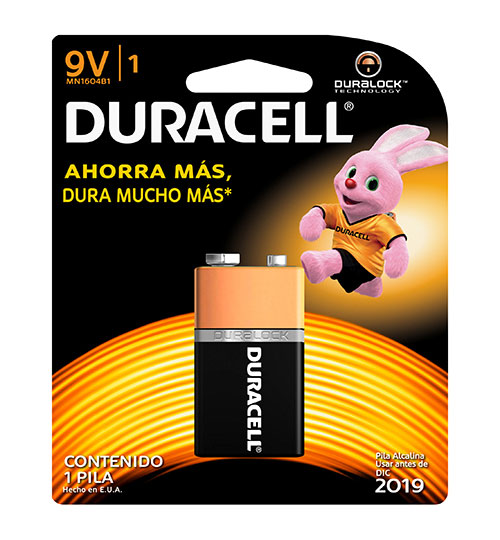 9V | 1
MN1604B1
DURALOCK™
TECHNOLOGY
DURACELL®
AHORRA MÁS,
DURA MUCHO MÁS*
DURACELL
DURALOCK
DURACELL
CONTENIDO
1 PILA
Hecho en E.U.A.
Pila Alcalina
Usar antes de
DIC
2019